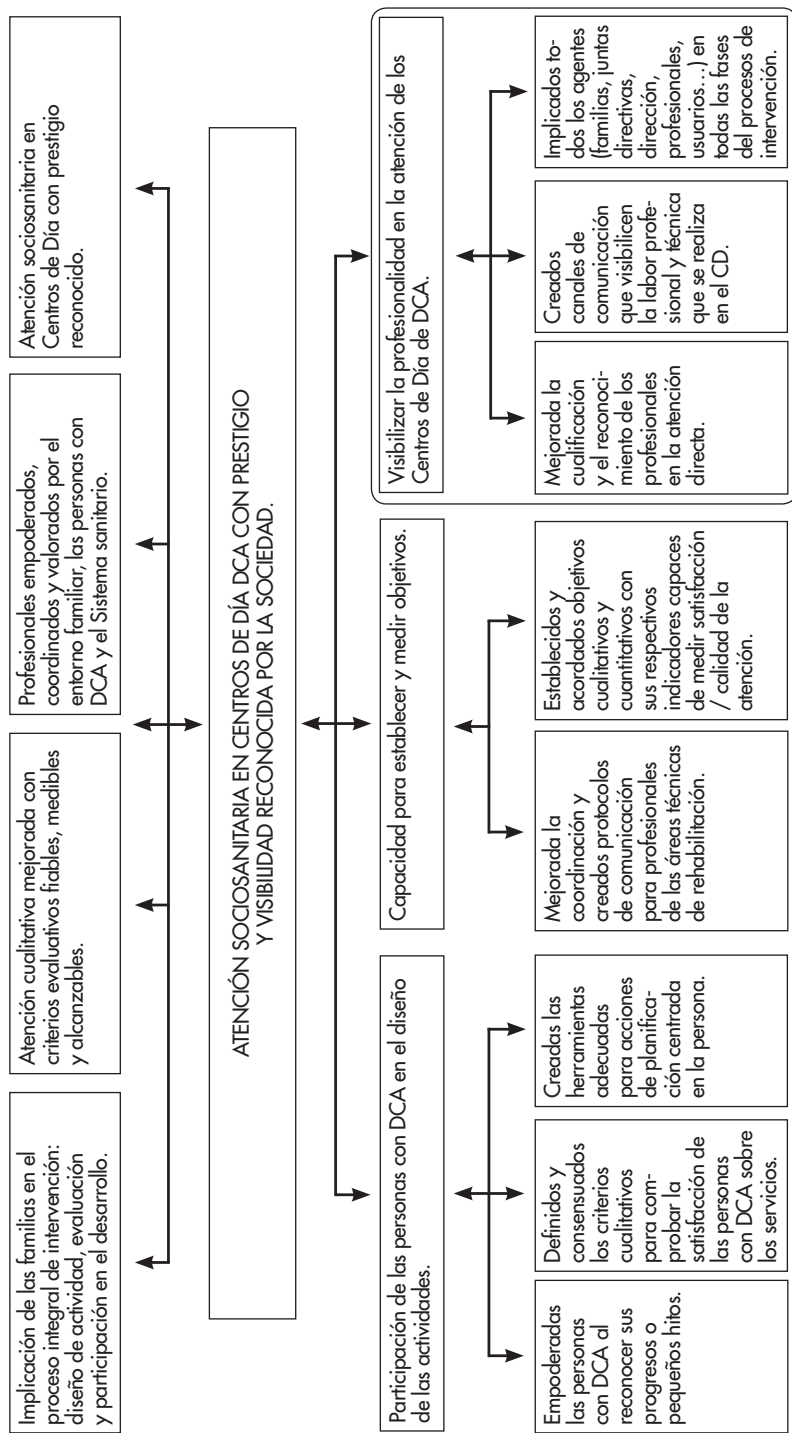 Implicación de las familias en el
proceso integral de intervención:
diseño de actividad, evaluación
y participación en el desarrollo.
Atención cualitativa mejorada con
criterios evaluativos fiables, medibles
y alcanzables.
Profesionales empoderados,
coordinados y valorados por el
entorno familiar, las personas con
DCA y el Sistema sanitario.
Atención sociosanitaria en
Centros de Día con prestigio
reconocido.
ATENCIÓN SOCIOSANITARIA EN CENTROS DE DÍA DCA CON PRESTIGIO
Y VISIBILIDAD RECONOCIDA POR LA SOCIEDAD.
Participación de las personas con DCA en el diseño
de las actividades.
Capacidad para establecer y medir objetivos.
Visibilizar la profesionalidad en la atención de los
Centros de Día de DCA.
Empoderadas
las personas
con DCA al
reconocer sus
progresos o
pequeños hitos.
Definidos y
consensuados
los criterios
cualitativos
para com-
probar la
satisfacción de
las personas
con DCA sobre
los servicios.
Creadas las
herramientas
adecuadas
para acciones
de planifica-
ción centrada
en la persona.
Mejorada la
coordinación y
creados protocolos
de comunicación
para profesionales
de las áreas técnicas
de rehabilitación.
Establecidos y
acordados objetivos
cualitativos y
cuantitativos con
sus respectivos
indicadores capaces
de medir satisfacción
/ calidad de la
atención.
Mejorada la
cualificación
y el reconoci-
miento de los
profesionales
en la atención
directa.
Creados
canales de
comunicación
que visibilicen
la labor profe-
sional y técnica
que se realiza
en el CD.
Implicados to-
dos los agentes
(familias, juntas
directivas,
dirección,
profesionales,
usuarios...) en
todas las fases
del procesos de
intervención.